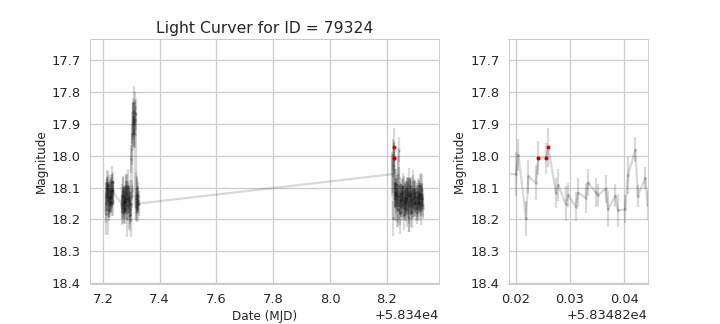 Light Curver for ID = 79324
Magnitude
17.7
17.8
17.9
18.0
18.1
18.2
18.3
18.4
7.2 7.4 7.6 7.8 8.0 8.2
Date (MJD)
+5.834e4
Magnitude
17.7
17.8
17.9
18.0
18.1
18.2
18.3
18.4
0.02 0.03 0.04
+5.83482e4